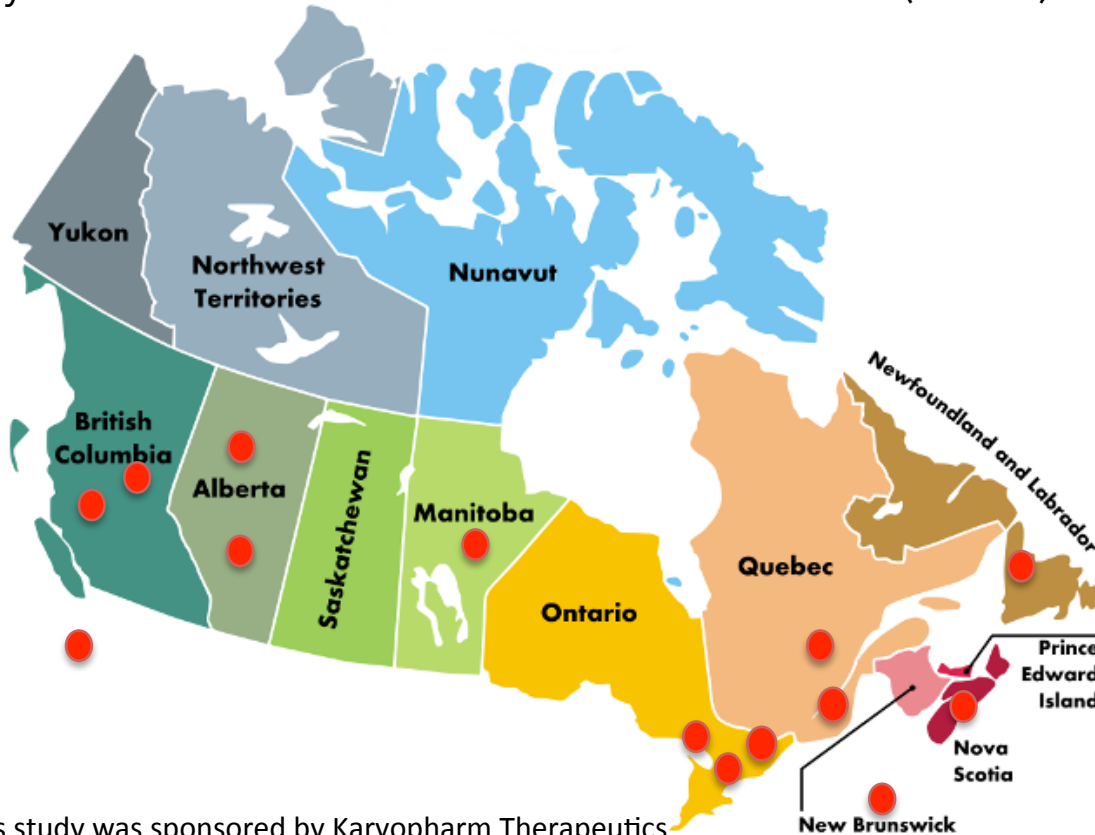 Yukon
Northwest
Territories
Nunavut
British
Columbia
Alberta
Saskatchewan
Manitoba
Ontario
Quebec
Newfoundland and Labrador
Prince
Edward
Island
Nova
Scotia
New Brunswick
study was sponsored by Karyopharm Therapeutics